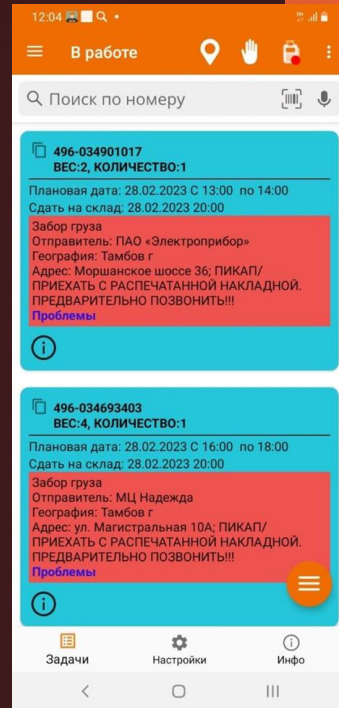 12:04
В работе
Поиск по номеру
496-034901017
ВЕС:2, КОЛИЧЕСТВО:1
Плановая дата: 28.02.2023 С 13:00 по 14:00
Сдать на склад: 28.02.2023 20:00
Забор груза
Отправитель: ПАО «Электроприбор»
География: Тамбов г
Адрес: Моршанское шоссе 36; ПИКАП/
ПРИЕХАТЬ С РАСПЕЧАТАННОЙ НАКЛАДНОЙ.
ПРЕДВАРИТЕЛЬНО ПОЗВОНИТЬ!!!
Проблемы
496-034693403
ВЕС:4, КОЛИЧЕСТВО:1
Плановая дата: 28.02.2023 С 16:00 по 18:00
Сдать на склад: 28.02.2023 20:00
Забор груза
Отправитель: МЦ Надежда
География: Тамбов г
Адрес: ул. Магистральная 10А; ПИКАП/
ПРИЕХАТЬ С РАСПЕЧАТАННОЙ НАКЛАДНОЙ.
ПРЕДВАРИТЕЛЬНО ПОЗВОНИТЬ!!!
Проблемы
Задачи
Настройки
Инфо